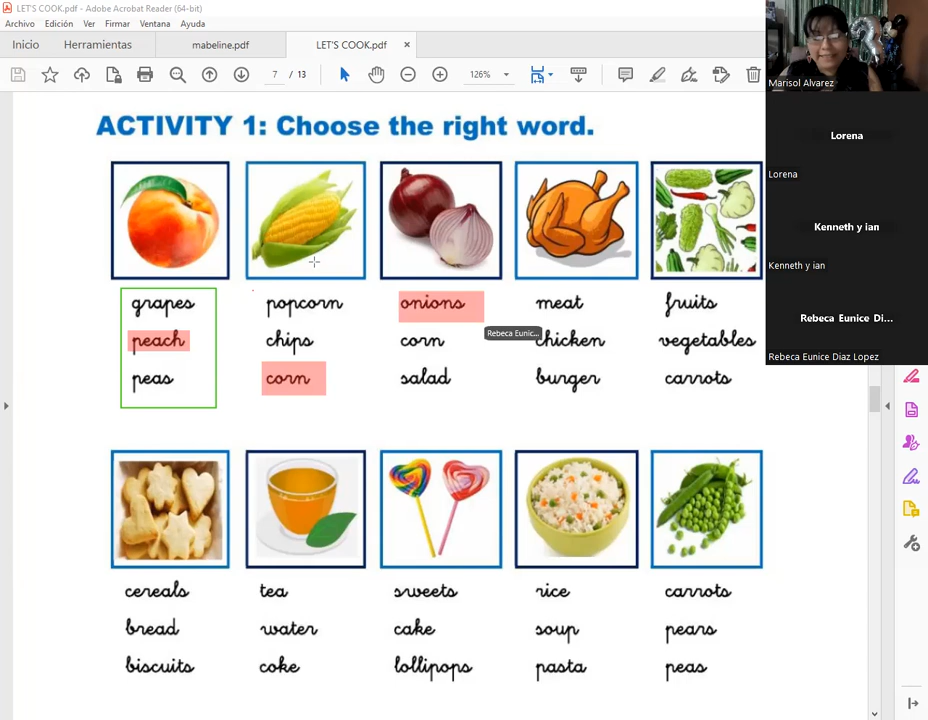 LET'S COOK.pdf - Adobe Acrobat Reader (64-bit)
Archivo Edición Ver Firmar Ventana Ayuda
Inicio Herramientas mabeline.pdf LET'S COOK.pdf ×
7 / 13 126%
Marisol Alvarez
Lorena
Lorena
Kenneth y ian
Kenneth y ian
Rebeca Eunice Di...
Rebeca Eunice Diaz Lopez
ACTIVITY 1: Choose the right word.
grapes popcorn onions meat fruits
Rebeca Eunic...
peach chips corn chicken vegetables
peas corn salad burger carrots
cereals tea sweets rice carrots
bread water cake soup pears
biscuits coke lollipops pasta peas